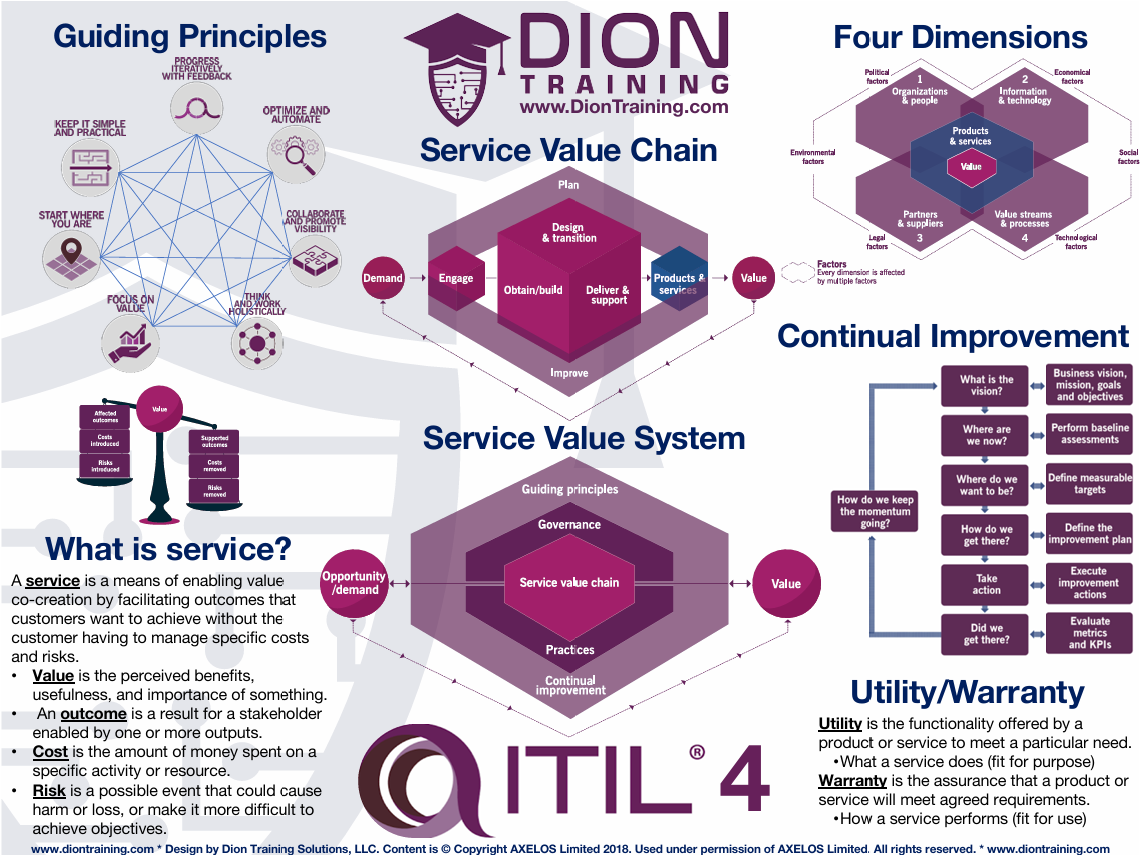 Guiding Principles
PROGRESS
ITERATIVELY
WITH FEEDBACK
OPTIMIZE AND
AUTOMATE
KEEP IT SIMPLE
AND PRACTICAL
START WHERE
YOU ARE
COLLABORATE
AND PROMOTE
VISIBILITY
FOCUS ON
VALUE
THINK
AND WORK
HOLISTICALLY
Value
Affected
outcomes
Costs
introduced
Risks
introduced
Supported
outcomes
Costs
removed
Risks
removed
What is service?
A service is a means of enabling value
co-creation by facilitating outcomes that
customers want to achieve without the
customer having to manage specific costs
and risks.
• Value is the perceived benefits,
usefulness, and importance of something.
• An outcome is a result for a stakeholder
enabled by one or more outputs.
• Cost is the amount of money spent on a
specific activity or resource.
• Risk is a possible event that could cause
harm or loss, or make it more difficult to
achieve objectives.
DION
TRAINING
www.DionTraining.com
Service Value Chain
Plan
Design
& transition
Demand
Engage
Obtain/build
Deliver &
support
Products &
services
Value
Improve
Service Value System
Guiding principles
Governance
Opportunity
/demand
Service value chain
Value
Practices
Continual
improvement
ITIL® 4
Four Dimensions
Political
factors
1
Organizations
& people
2
Information
& technology
Economical
factors
Products
& services
Environmental
factors
Value
Social
factors
Partners
& suppliers
3
Value streams
& processes
4
Legal
factors
Technological
factors
Factors
Every dimension is affected
by multiple factors
Continual Improvement
What is the
vision?
Business vision,
mission, goals
and objectives
Where are
we now?
Perform baseline
assessments
Where do we
want to be?
Define measurable
targets
How do we keep
the momentum
going?
How do we
get there?
Define the
improvement plan
Take
action
Execute
improvement
actions
Did we
get there?
Evaluate
metrics
and KPIs
Utility/Warranty
Utility is the functionality offered by a
product or service to meet a particular need.
•What a service does (fit for purpose)
Warranty is the assurance that a product or
service will meet agreed requirements.
•How a service performs (fit for use)
www.diontraining.com * Design by Dion Training Solutions, LLC. Content is © Copyright AXELOS Limited 2018. Used under permission of AXELOS Limited. All rights reserved. * www.diontraining.com